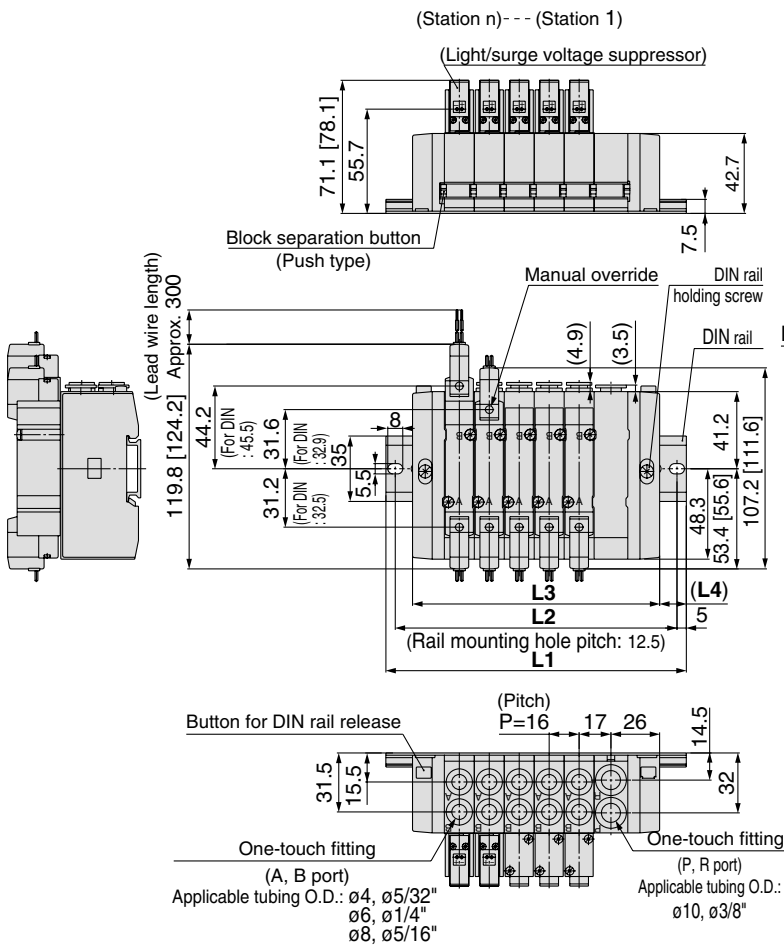 (Station n)--- (Station 1)
(Light/surge voltage suppressor)
71.1 [78.1]
55.7
42.7
7.5
Block separation button
(Push type)
(Lead wire length)
Approx. 300
Manual override
DIN rail
holding screw
DIN rail
(4.9)
(3.5)
119.8 [124.2]
44.2
(For DIN
: 45.5)
31.6
(For DIN
: 32.9)
8
35
5.5
31.2
(For DIN
: 32.5)
B B B B B
A A A A A
41.2
48.3
53.4 [55.6]
107.2 [111.6]
L3
(L4)
L2
5
(Rail mounting hole pitch: 12.5)
L1
(Pitch)
P=16
17
26
14.5
Button for DIN rail release
31.5
15.5
32
One-touch fitting
(A, B port)
Applicable tubing O.D.: ø4, ø5/32"
ø6, ø1/4"
ø8, ø5/16"
One-touch fitting
(P, R port)
Applicable tubing O.D.:
ø10, ø3/8"